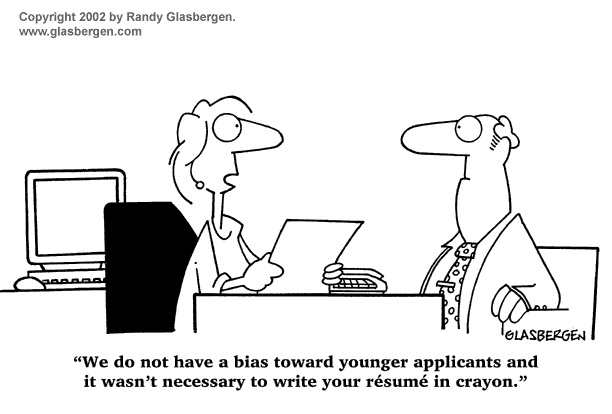 Copyright 2002 by Randy Glasbergen.
www.glasbergen.com
GLASBERGEN
“We do not have a bias toward younger applicants and
it wasn’t necessary to write your résumé in crayon.”